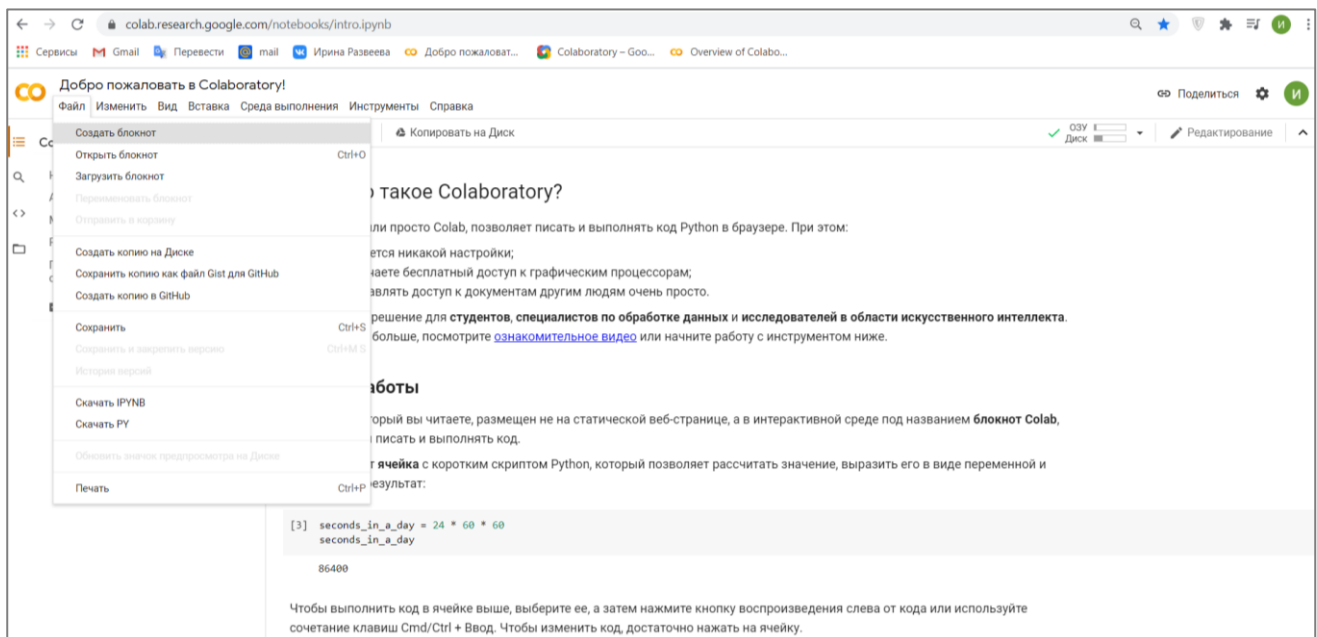 colab.research.google.com/notebooks/intro.ipynb
И
Сервисы Gmail Перевести mail Ирина Развеева Добро пожаловат... Colaboratory – Goo... Overview of Colabo...
Добро пожаловать в Colaboratory!
Поделиться И
Файл Изменить Вид Вставка Среда выполнения Инструменты Справка
Создать блокнот
Копировать на Диск
ОЗУ
Диск
Редактирование
Открыть блокнот Ctrl+O
Загрузить блокнот
Переименовать блокнот
Отправить в корзину
Создать копию на Диске
Сохранить копию как файл Gist для GitHub
Создать копию в GitHub
Сохранить Ctrl+S
Сохранить и закрепить версию Ctrl+M S
История версий
Скачать IPYNB
Скачать PY
Обновить значок предпросмотра на Диске
Печать Ctrl+P
такое Colaboratory?
или просто Colab, позволяет писать и выполнять код Python в браузере. При этом:
никакой настройки;
бесплатный доступ к графическим процессорам;
доступ к документам другим людям очень просто.
решение для студентов, специалистов по обработке данных и исследователей в области искусственного интеллекта.
больше, посмотрите ознакомительное видео или начните работу с инструментом ниже.
вы читаете, размещен не на статической веб-странице, а в интерактивной среде под названием блокнот Colab,
писать и выполнять код.
ячейка с коротким скриптом Python, который позволяет рассчитать значение, выразить его в виде переменной и
[3] seconds_in_a_day = 24 * 60 * 60
seconds_in_a_day
86400
Чтобы выполнить код в ячейке выше, выберите ее, а затем нажмите кнопку воспроизведения слева от кода или используйте
сочетание клавиш Cmd/Ctrl + Ввод. Чтобы изменить код, достаточно нажать на ячейку.